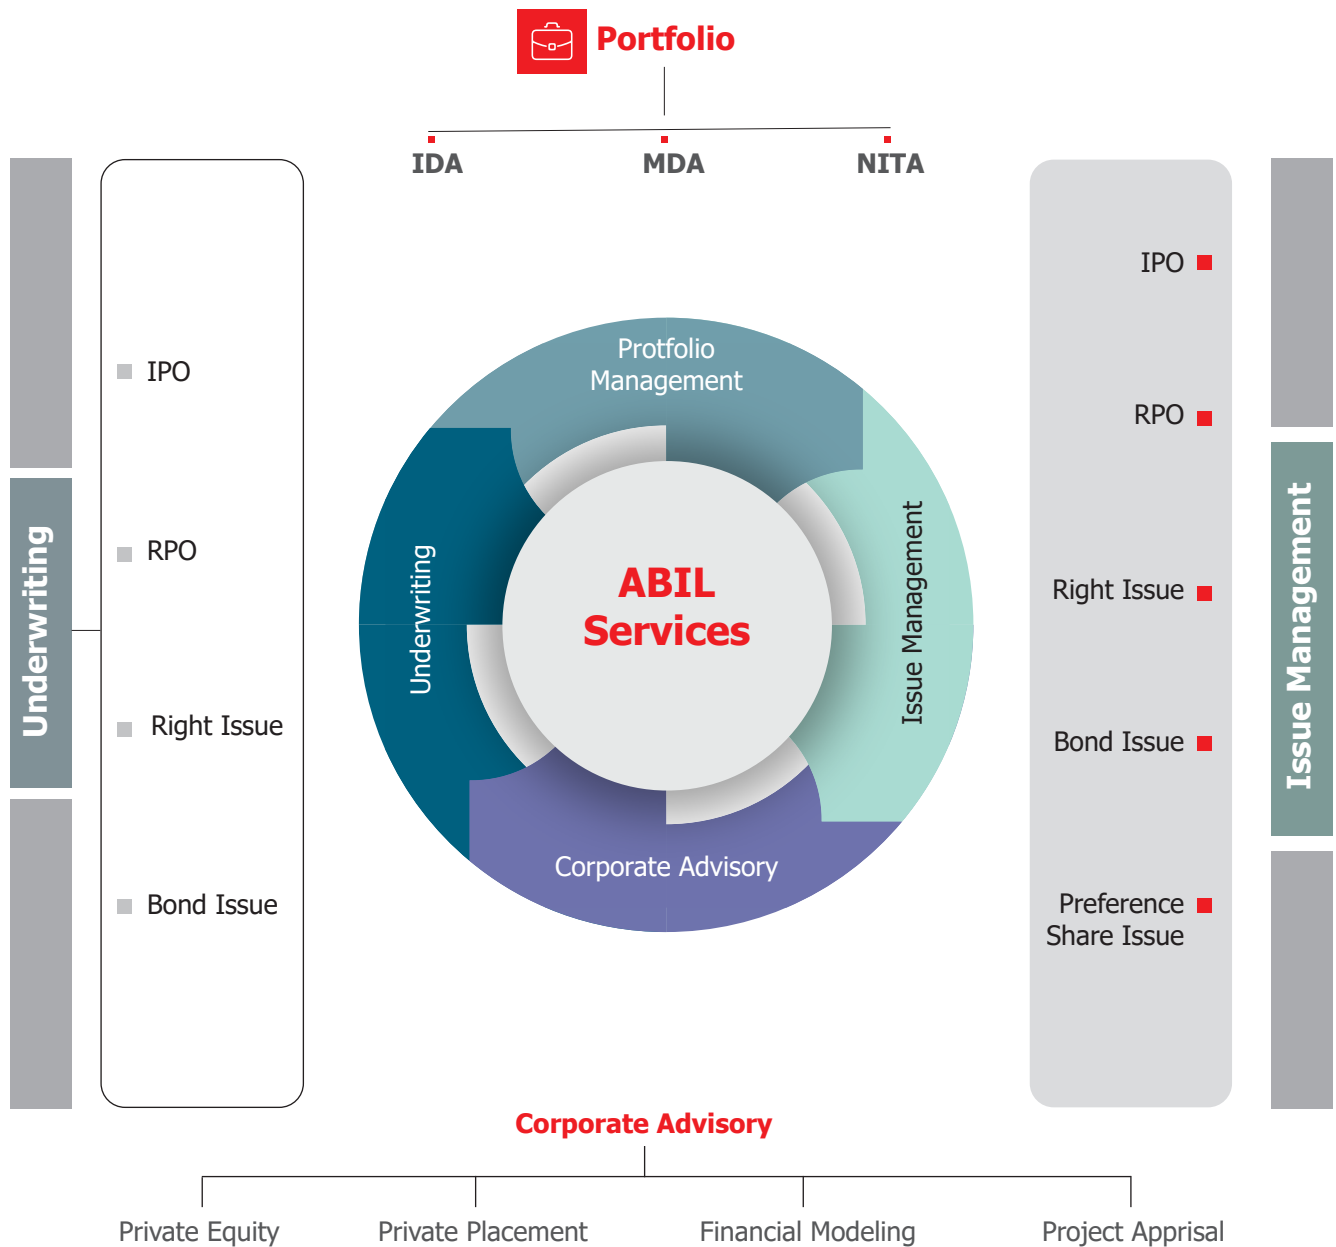 Portfolio
IDA
MDA
NITA
Underwriting
IPO
RPO
Right Issue
Bond Issue
Protfolio
Management
Underwriting
ABIL
Services
Issue Management
Corporate Advisory
IPO
RPO
Right Issue
Bond Issue
Preference
Share Issue
Issue Management
Corporate Advisory
Private Equity
Private Placement
Financial Modeling
Project Apprisal